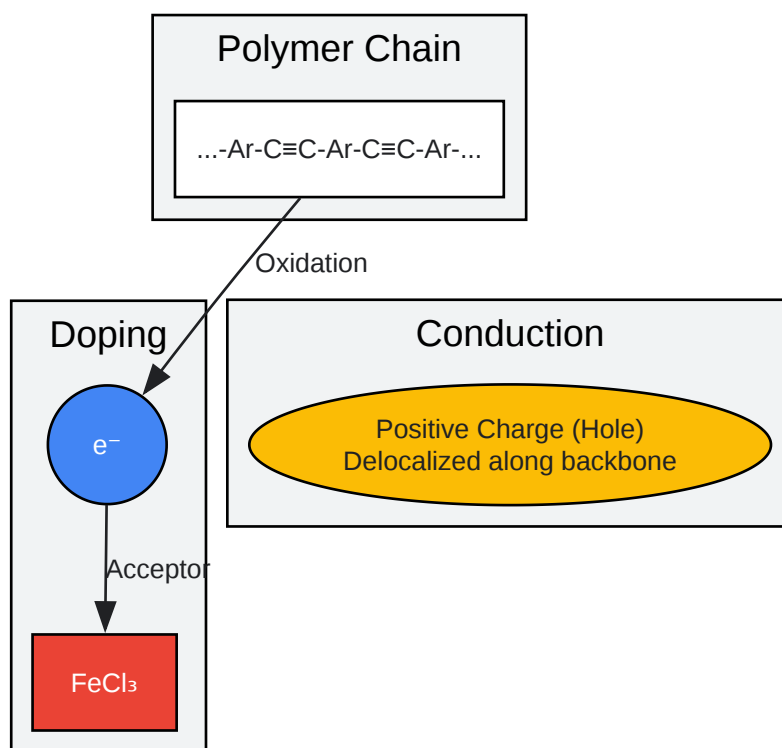 Polymer Chain
...-Ar-C≡C-Ar-C≡C-Ar-...
Oxidation
Doping
e⁻
Acceptor
FeCl₃
Conduction
Positive Charge (Hole)
Delocalized along backbone